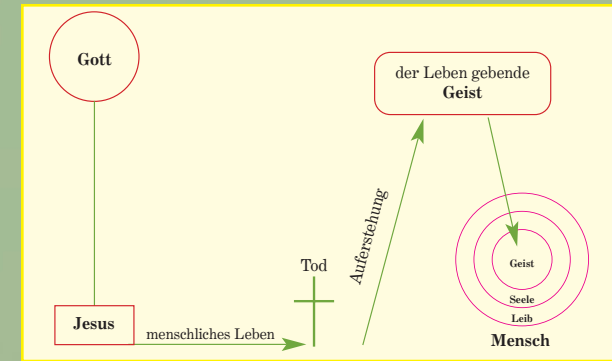 Gott
der Leben gebende
Geist
Auferstehung
Tod
Geist
Seele
Leib
Jesus
menschliches Leben
Mensch